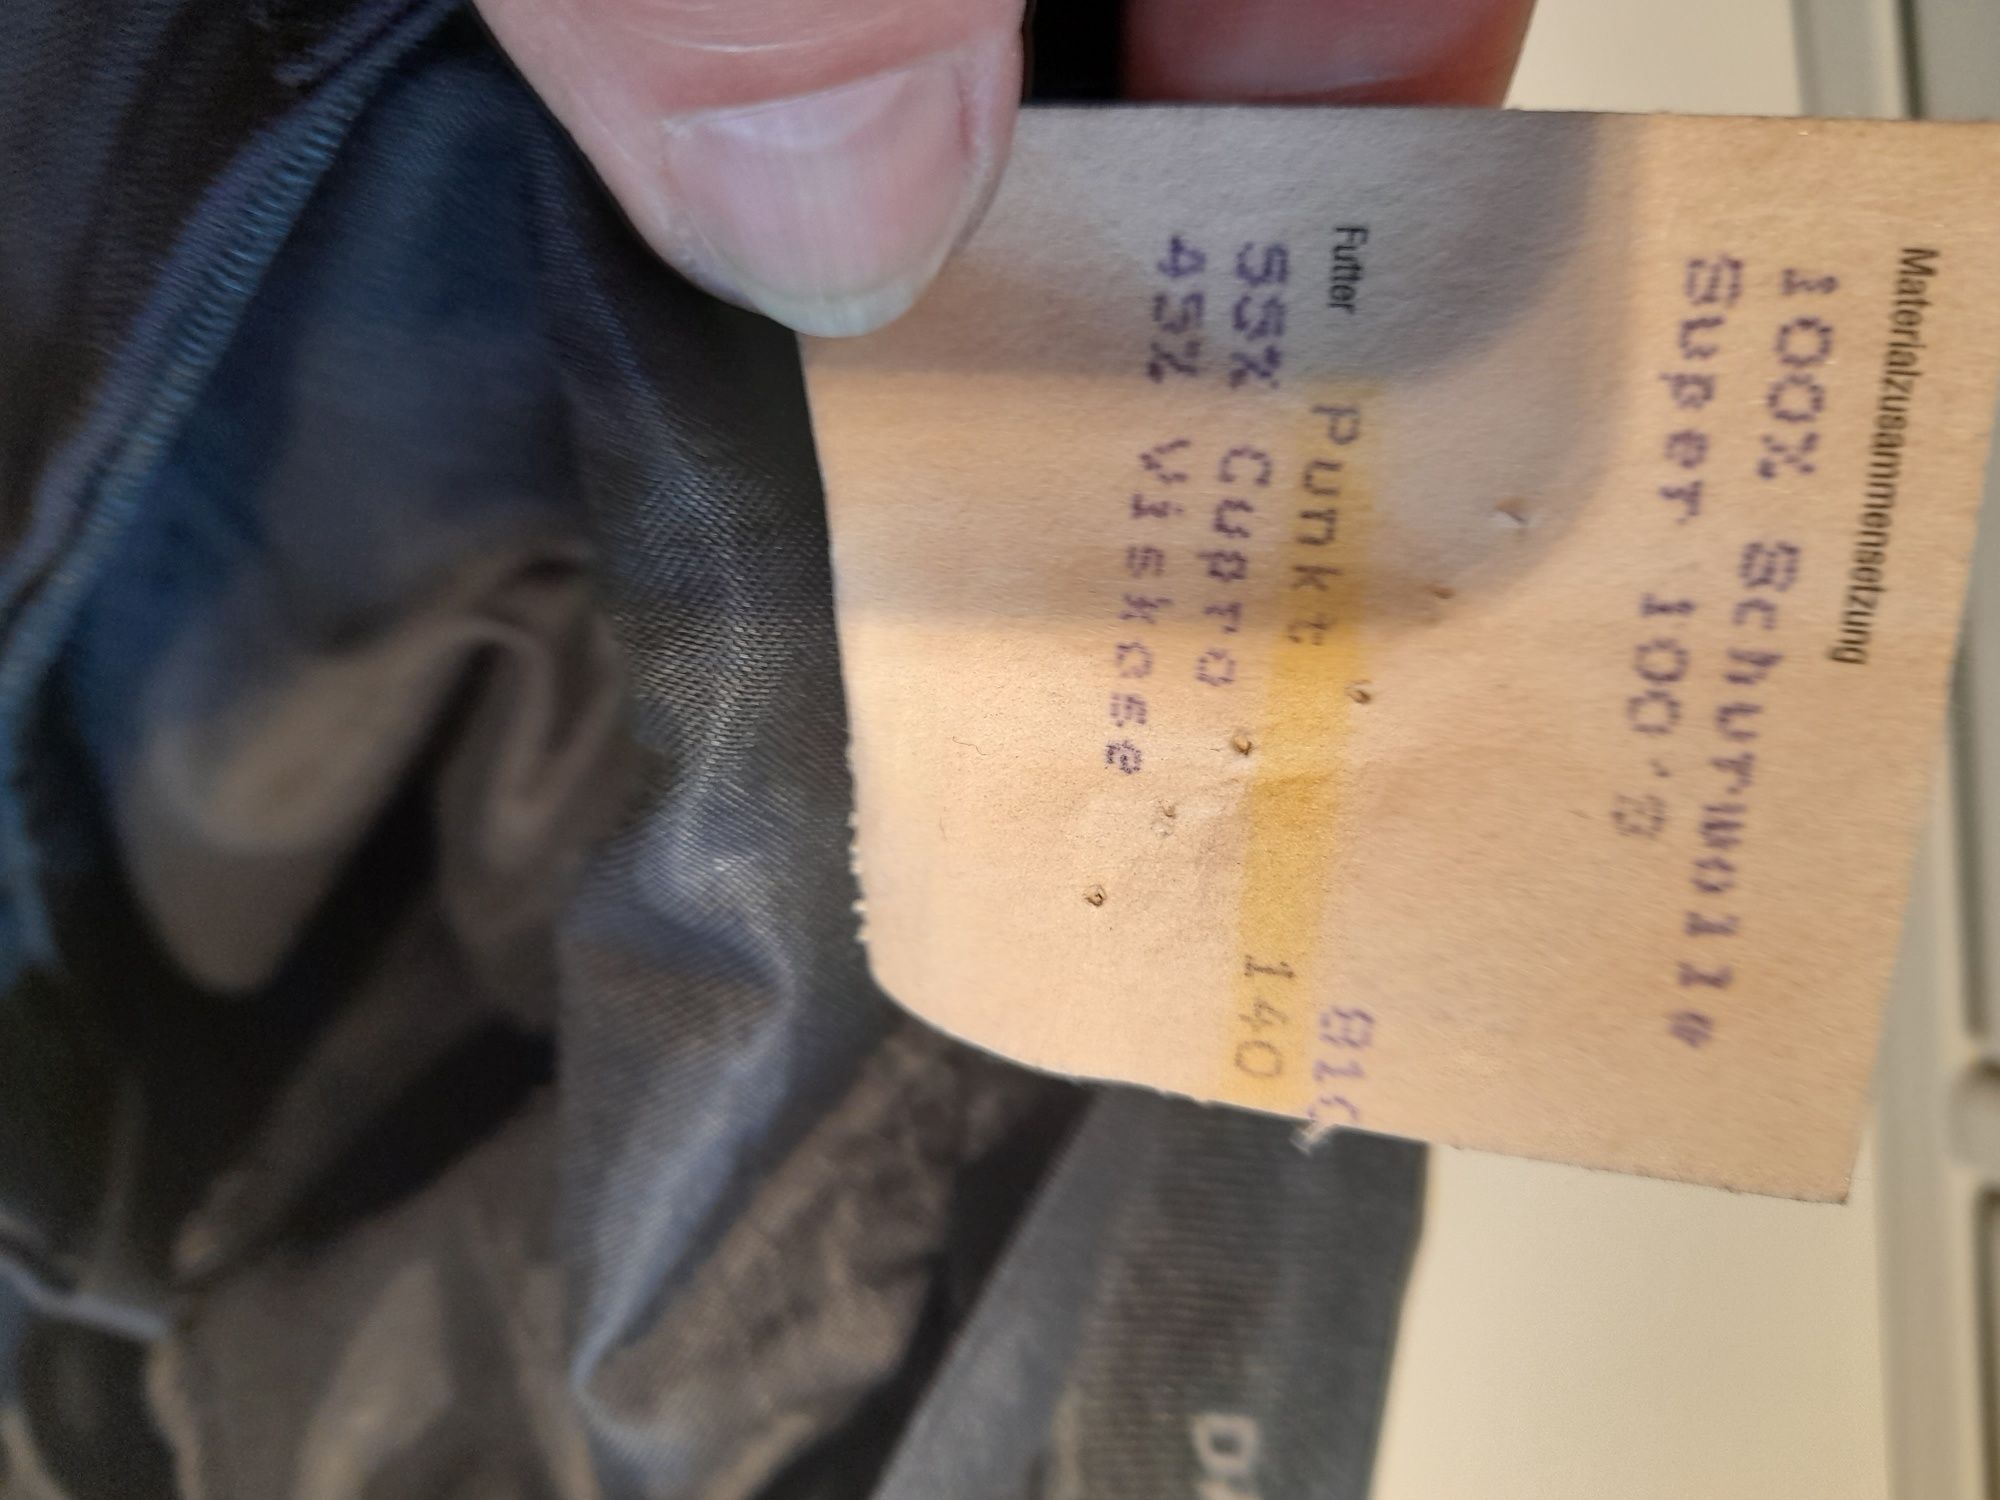 Materialzusammensetzung
100% Schurwolle
Super 100·s
Futter Punkt
140
55% Cupro
45% Viskose